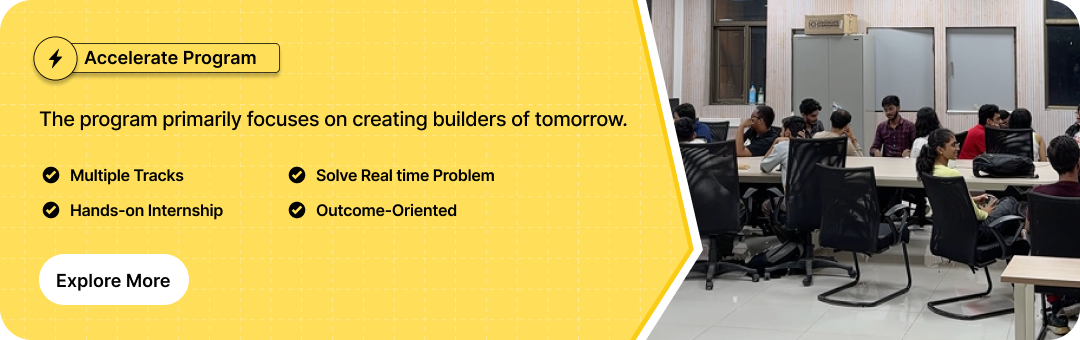 Accelerate Program
The program primarily focuses on creating builders of tomorrow.
Multiple Tracks
Solve Real time Problem
Hands-on Internship
Outcome-Oriented
Explore More